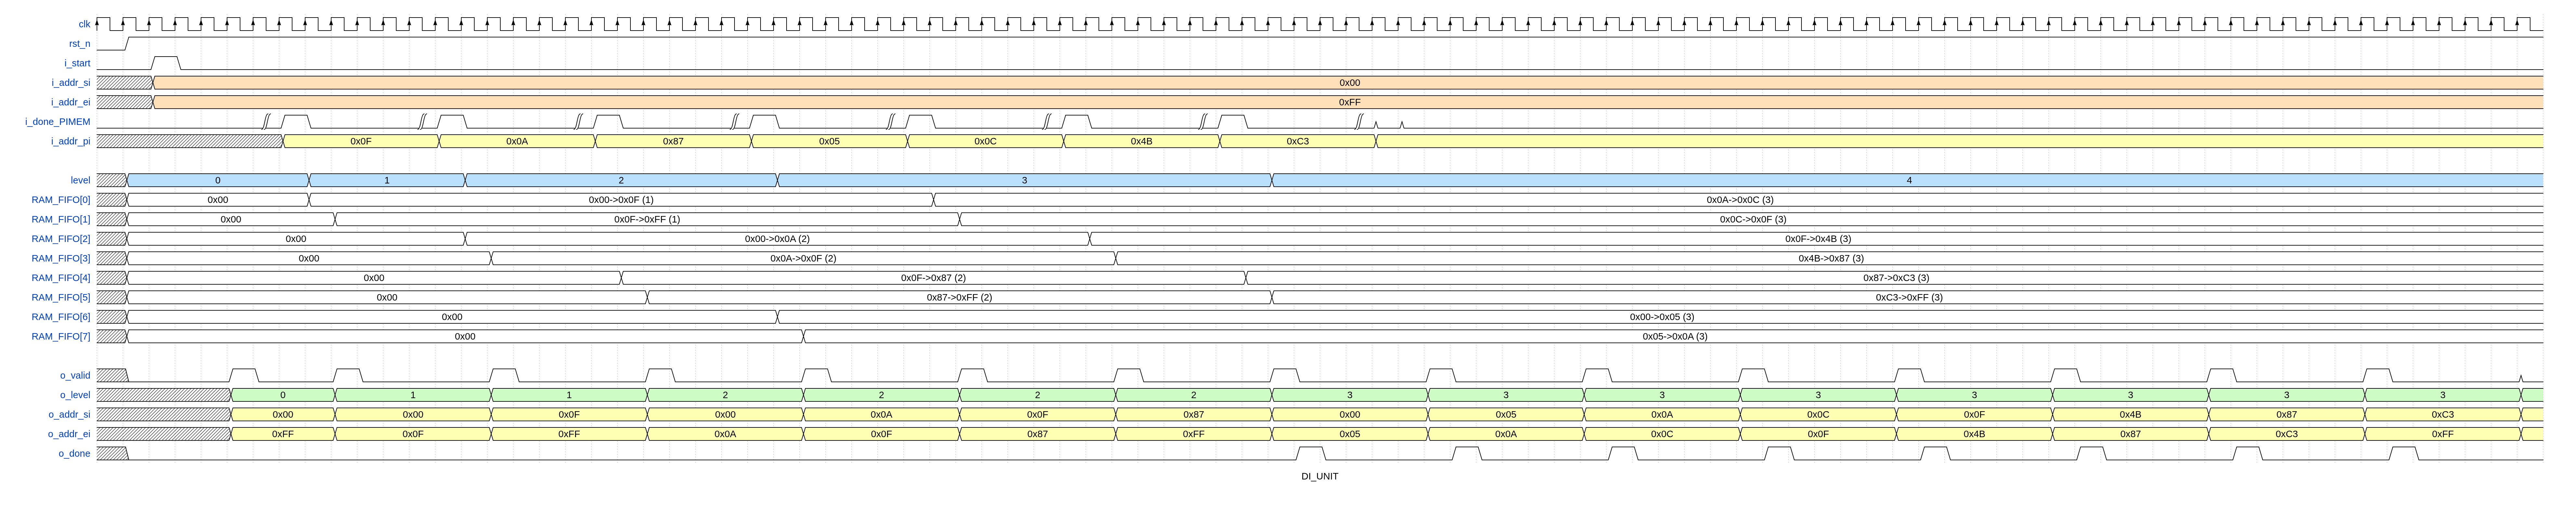 clk
rst_n
i_start
i_addr_si 0x00
i_addr_ei 0xFF
i_done_PIMEM
i_addr_pi 0x0F 0x0A 0x87 0x05 0x0C 0x4B 0xC3
level 0 1 2 3 4
RAM_FIFO[0] 0x00 0x00->0x0F (1) 0x0A->0x0C (3)
RAM_FIFO[1] 0x00 0x0F->0xFF (1) 0x0C->0x0F (3)
RAM_FIFO[2] 0x00 0x00->0x0A (2) 0x0F->0x4B (3)
RAM_FIFO[3] 0x00 0x0A->0x0F (2) 0x4B->0x87 (3)
RAM_FIFO[4] 0x00 0x0F->0x87 (2) 0x87->0xC3 (3)
RAM_FIFO[5] 0x00 0x87->0xFF (2) 0xC3->0xFF (3)
RAM_FIFO[6] 0x00 0x00->0x05 (3)
RAM_FIFO[7] 0x00 0x05->0x0A (3)
o_valid
o_level 0 1 1 2 2 2 2 3 3 3 3 3 3 3 3
o_addr_si 0x00 0x00 0x0F 0x00 0x0A 0x0F 0x87 0x00 0x05 0x0A 0x0C 0x0F 0x4B 0x87 0xC3
o_addr_ei 0xFF 0x0F 0xFF 0x0A 0x0F 0x87 0xFF 0x05 0x0A 0x0C 0x0F 0x4B 0x87 0xC3 0xFF
o_done
DI_UNIT